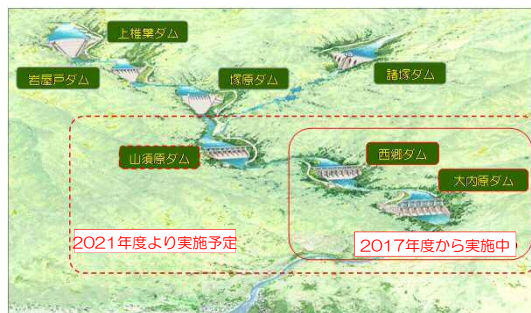 上椎葉ダム
岩屋戸ダム
塚原ダム
諸塚ダム
山須原ダム
西郷ダム
大内原ダム
2021年度より実施予定
2017年度から実施中